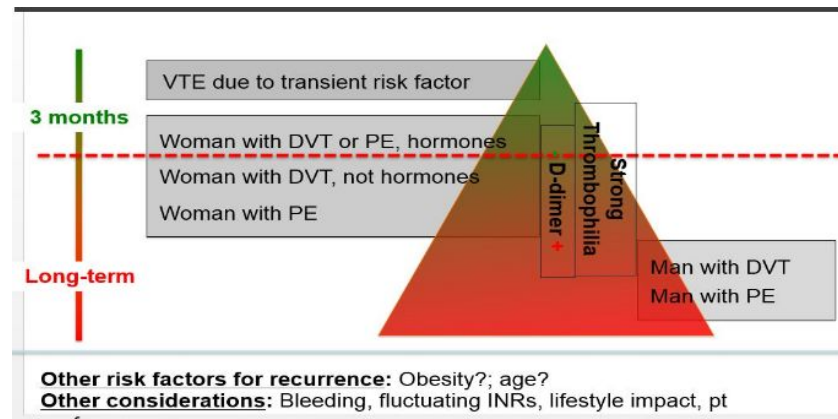 VTE due to transient risk factor
3 months
Woman with DVT or PE, hormones
Woman with DVT, not hormones
Woman with PE
- D-dimer +
Strong
Thrombophilia
Long-term
Man with DVT
Man with PE
Other risk factors for recurrence: Obesity?; age?
Other considerations: Bleeding, fluctuating INRs, lifestyle impact, pt